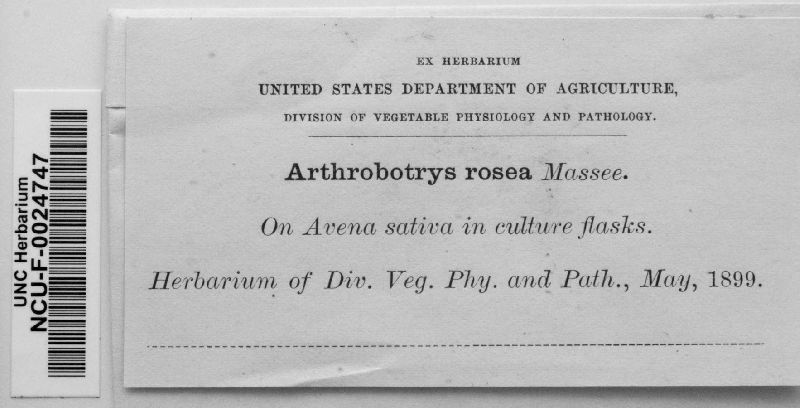 UNC Herbarium
NCU-F-0024747
EX HERBARIUM
UNITED STATES DEPARTMENT OF AGRICULTURE,
DIVISION OF VEGETABLE PHYSIOLOGY AND PATHOLOGY.
Arthrobotrys rosea Massee.
On Avena sativa in culture flasks.
Herbarium of Div. Veg. Phy. and Path., May, 1899.